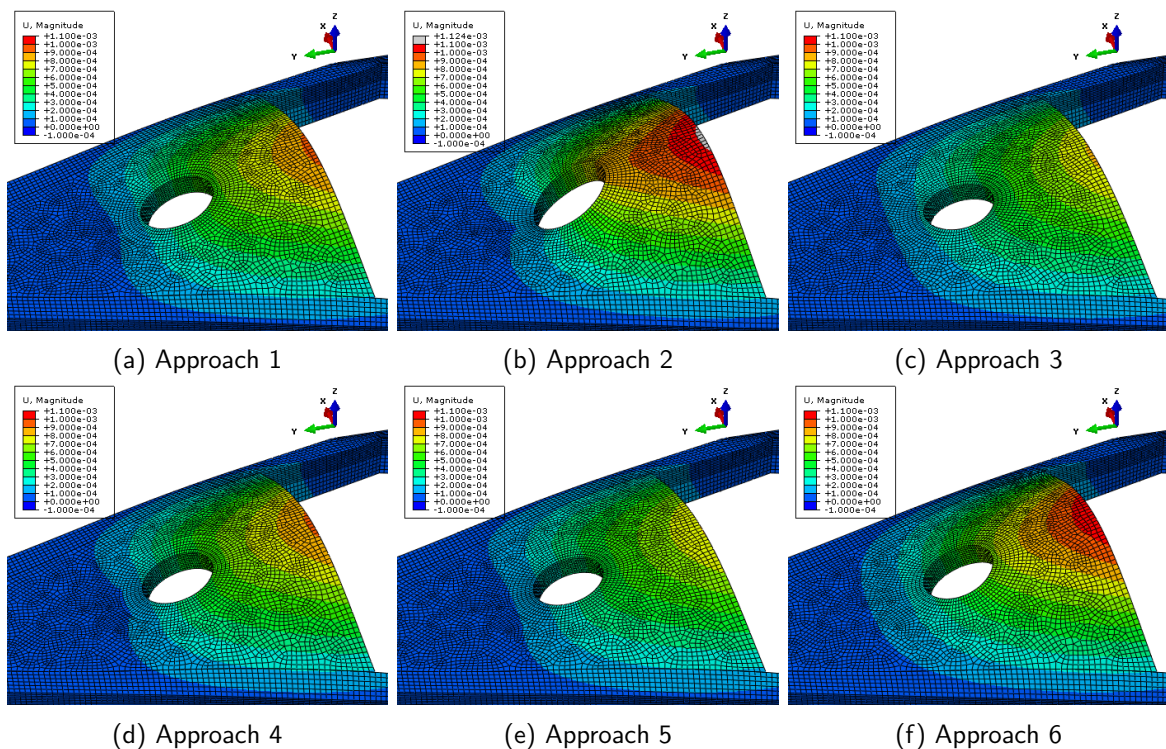 U, Magnitude
+1.100e-03
+1.000e-03
+9.000e-04
+8.000e-04
+7.000e-04
+6.000e-04
+5.000e-04
+4.000e-04
+3.000e-04
+2.000e-04
+1.000e-04
+0.000e+00
-1.000e-04
Z
X
Y
(a) Approach 1
U, Magnitude
+1.124e-03
+1.100e-03
+1.000e-03
+9.000e-04
+8.000e-04
+7.000e-04
+6.000e-04
+5.000e-04
+4.000e-04
+3.000e-04
+2.000e-04
+1.000e-04
+0.000e+00
-1.000e-04
Z
X
Y
(b) Approach 2
U, Magnitude
+1.100e-03
+1.000e-03
+9.000e-04
+8.000e-04
+7.000e-04
+6.000e-04
+5.000e-04
+4.000e-04
+3.000e-04
+2.000e-04
+1.000e-04
+0.000e+00
-1.000e-04
Z
X
Y
(c) Approach 3
U, Magnitude
+1.100e-03
+1.000e-03
+9.000e-04
+8.000e-04
+7.000e-04
+6.000e-04
+5.000e-04
+4.000e-04
+3.000e-04
+2.000e-04
+1.000e-04
+0.000e+00
-1.000e-04
Z
X
Y
(d) Approach 4
U, Magnitude
+1.100e-03
+1.000e-03
+9.000e-04
+8.000e-04
+7.000e-04
+6.000e-04
+5.000e-04
+4.000e-04
+3.000e-04
+2.000e-04
+1.000e-04
+0.000e+00
-1.000e-04
Z
X
Y
(e) Approach 5
U, Magnitude
+1.100e-03
+1.000e-03
+9.000e-04
+8.000e-04
+7.000e-04
+6.000e-04
+5.000e-04
+4.000e-04
+3.000e-04
+2.000e-04
+1.000e-04
+0.000e+00
-1.000e-04
Z
X
Y
(f) Approach 6